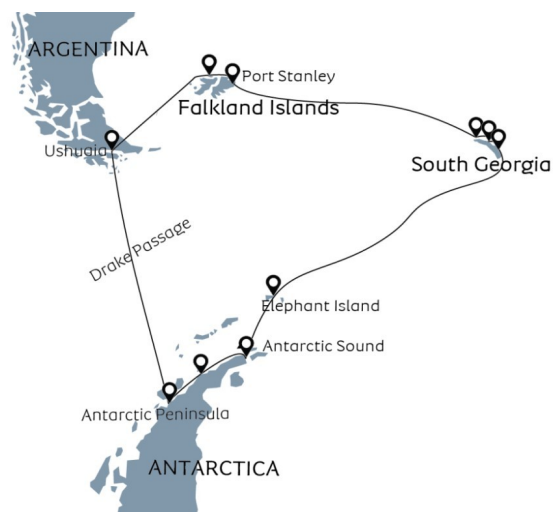 ARGENTINA
Port Stanley
Falkland Islands
Ushuaia
South Georgia
Drake Passage
Elephant Island
Antarctic Sound
Antarctic Peninsula
ANTARCTICA